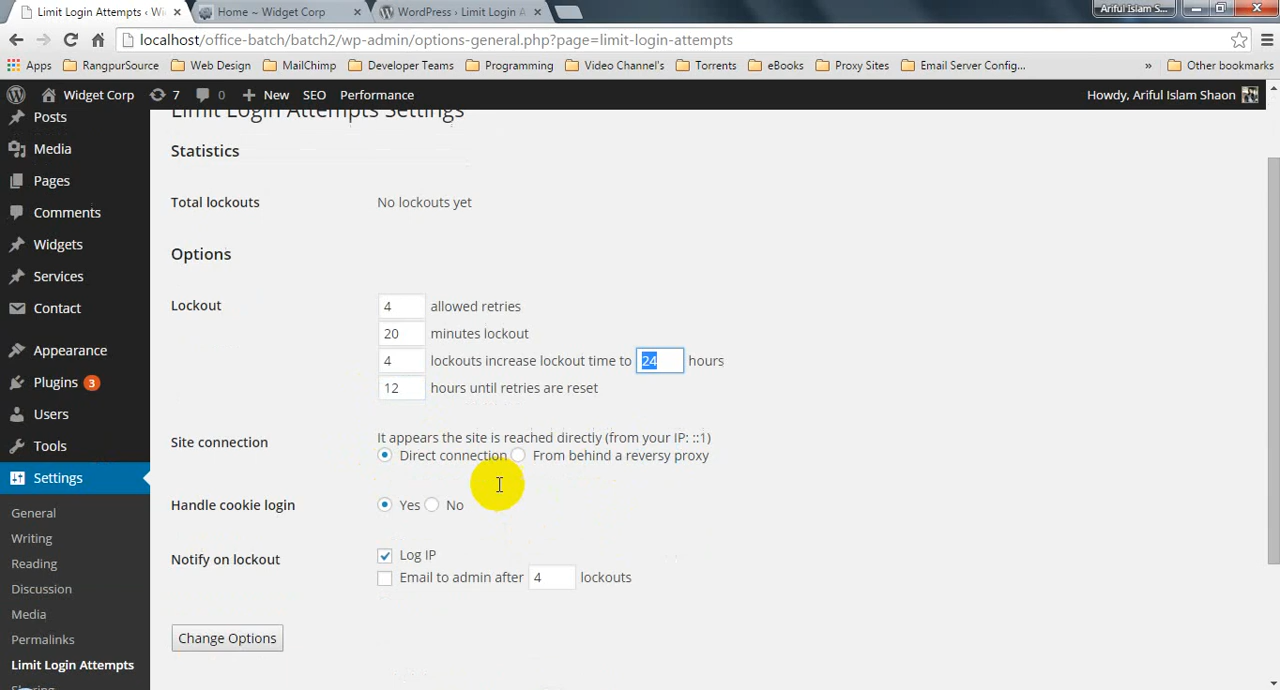 Limit Login Attempts ‹ Wi
Home ~ Widget Corp
WordPress › Limit Login A
Ariful Islam S...
localhost/office-batch/batch2/wp-admin/options-general.php?page=limit-login-attempts
Apps RangpurSource Web Design MailChimp Developer Teams Programming Video Channel's Torrents eBooks Proxy Sites Email Server Config... » Other bookmarks
Widget Corp 7 0 + New SEO Performance Howdy, Ariful Islam Shaon
Posts
Media
Pages
Comments
Widgets
Services
Contact
Appearance
Plugins 3
Users
Tools
Settings
General
Writing
Reading
Discussion
Media
Permalinks
Limit Login Attempts
Sharing
Limit Login Attempts Settings
Statistics
Total lockouts No lockouts yet
Options
Lockout 4 allowed retries
20 minutes lockout
4 lockouts increase lockout time to 24 hours
12 hours until retries are reset
Site connection It appears the site is reached directly (from your IP: ::1)
Direct connection From behind a reversy proxy
Handle cookie login Yes No
Notify on lockout Log IP
Email to admin after 4 lockouts
Change Options